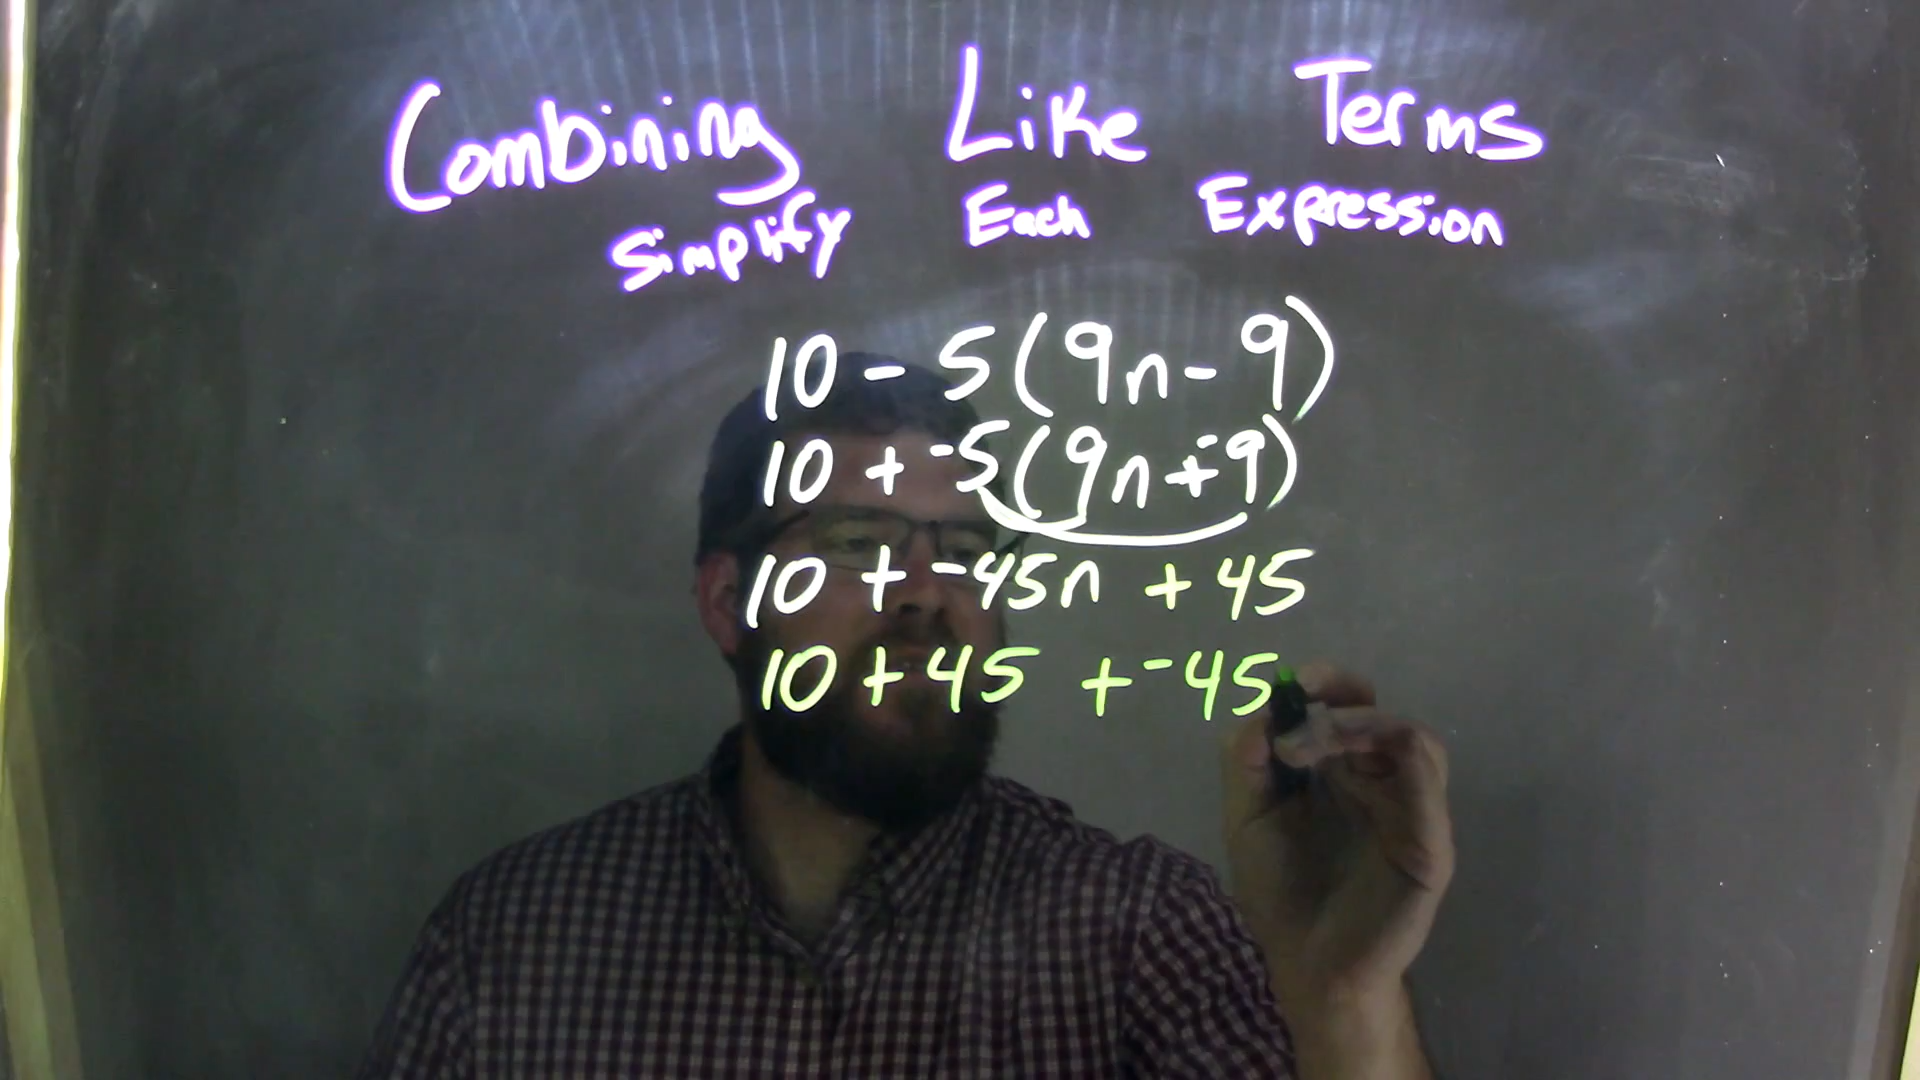 Combining Like Terms
Simplify Each Expression
10 - 5(9n - 9)
10 + -5(9n + -9)
10 + -45n + 45
10 + 45 + -45